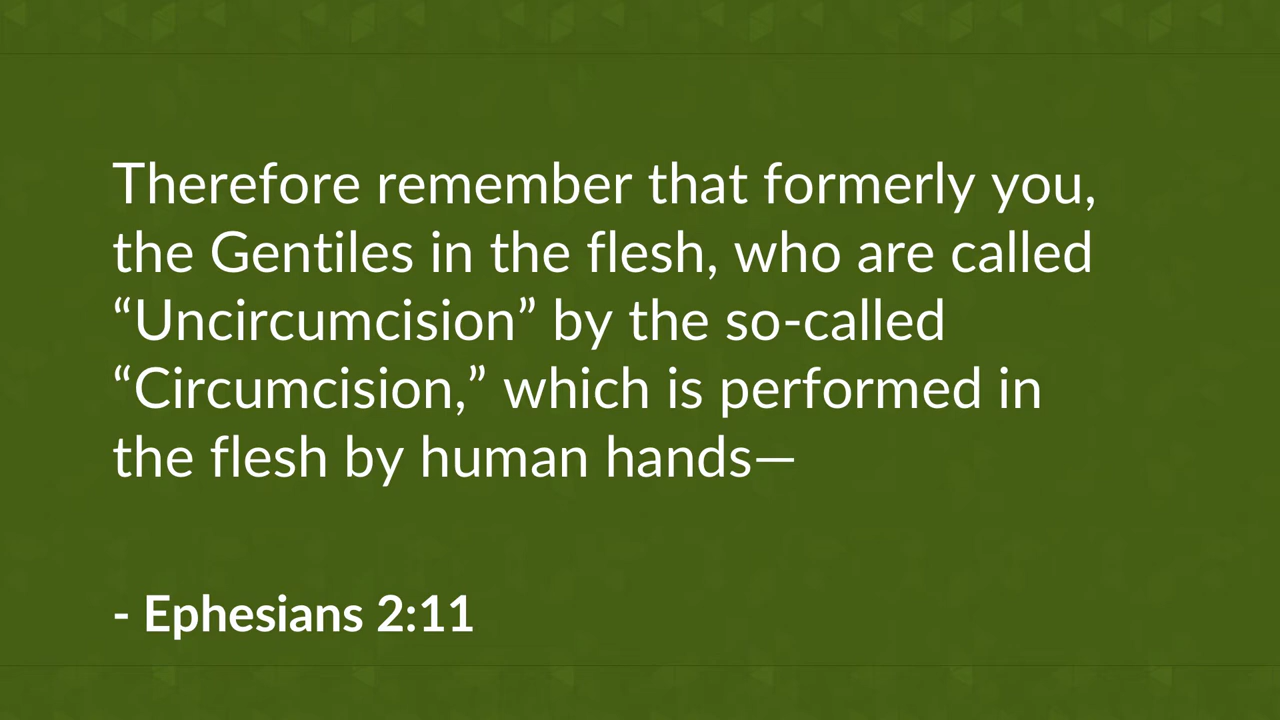 Therefore remember that formerly you,
the Gentiles in the flesh, who are called
“Uncircumcision” by the so-called
“Circumcision,” which is performed in
the flesh by human hands—
- Ephesians 2:11